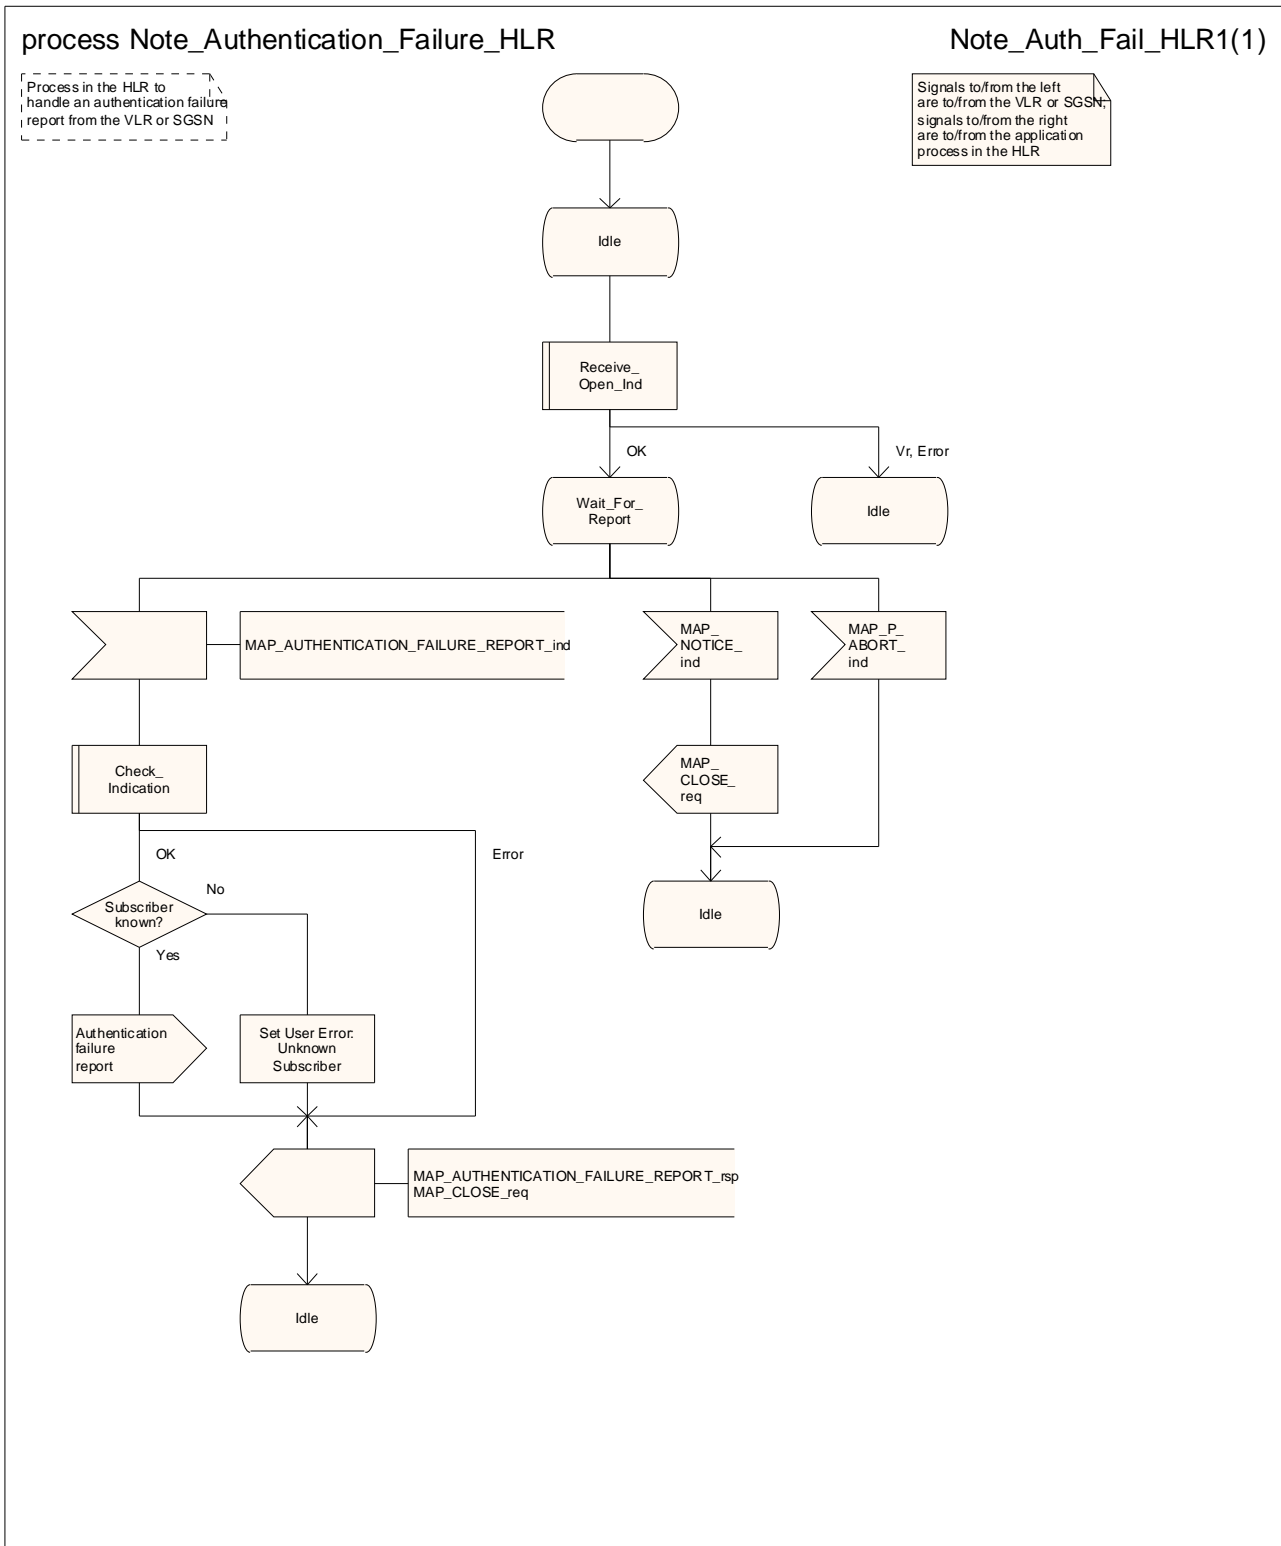 process Note_Authentication_Failure_HLR
Note_Auth_Fail_HLR1(1)
Process in the HLR to
handle an authentication failure
report from the VLR or SGSN
Signals to/from the left
are to/from the VLR or SGSN,
signals to/from the right
are to/from the application
process in the HLR
Idle
Receive_
Open_Ind
OK
Vr, Error
Wait_For_
Report
Idle
MAP_AUTHENTICATION_FAILURE_REPORT_ind
MAP_
NOTICE_
ind
MAP_P_
ABORT_
ind
Check_
Indication
MAP_
CLOSE_
req
OK
Error
No
Subscriber
known?
Idle
Yes
Authentication
failure
report
Set User Error:
Unknown
Subscriber
MAP_AUTHENTICATION_FAILURE_REPORT_rsp
MAP_CLOSE_req
Idle